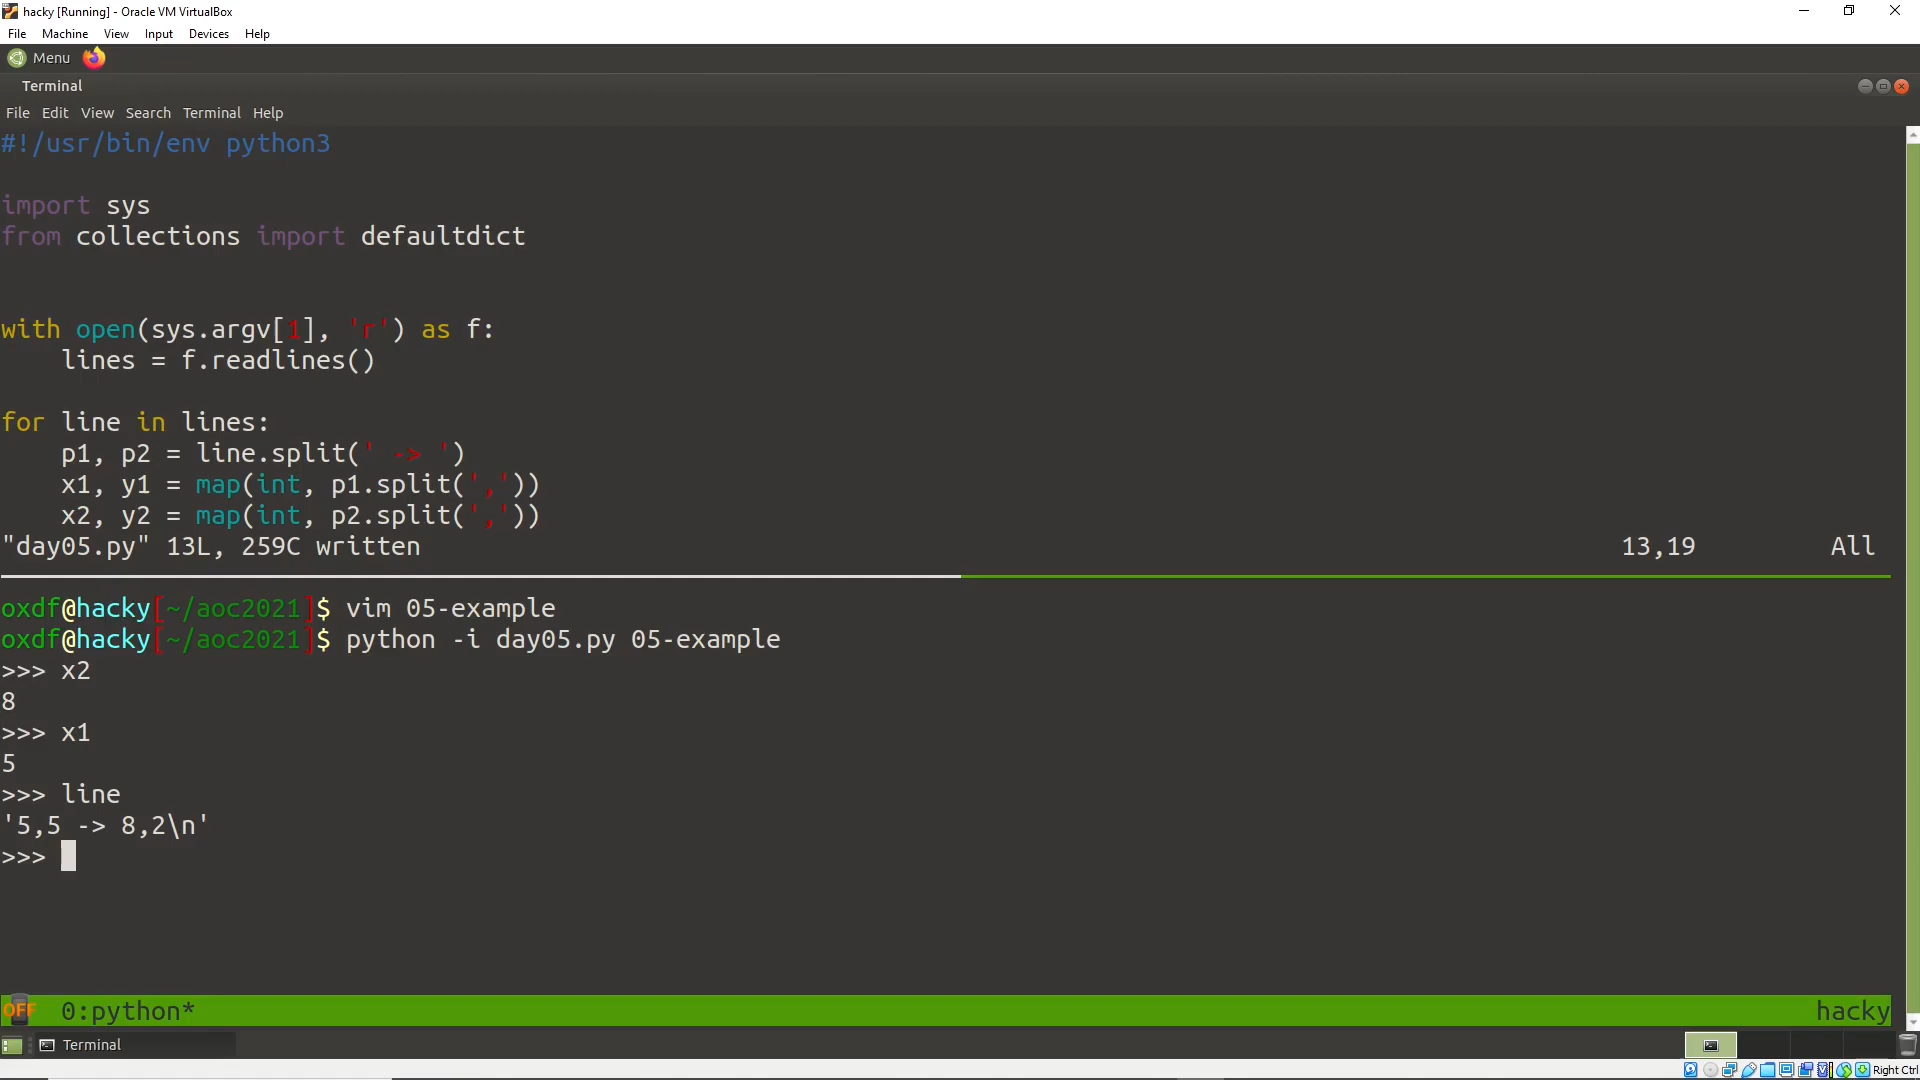 hacky [Running] - Oracle VM VirtualBox
File Machine View Input Devices Help
Menu
Terminal
File Edit View Search Terminal Help
#!/usr/bin/env python3
import sys
from collections import defaultdict
with open(sys.argv[1], 'r') as f:
    lines = f.readlines()
for line in lines:
    p1, p2 = line.split(' -> ')
    x1, y1 = map(int, p1.split(','))
    x2, y2 = map(int, p2.split(','))
"day05.py" 13L, 259C written 13,19 All
oxdf@hacky[~/aoc2021]$ vim 05-example
oxdf@hacky[~/aoc2021]$ python -i day05.py 05-example
>>> x2
8
>>> x1
5
>>> line
'5,5 -> 8,2\n'
>>>
OFF 0:python* hacky
Terminal
Right Ctrl